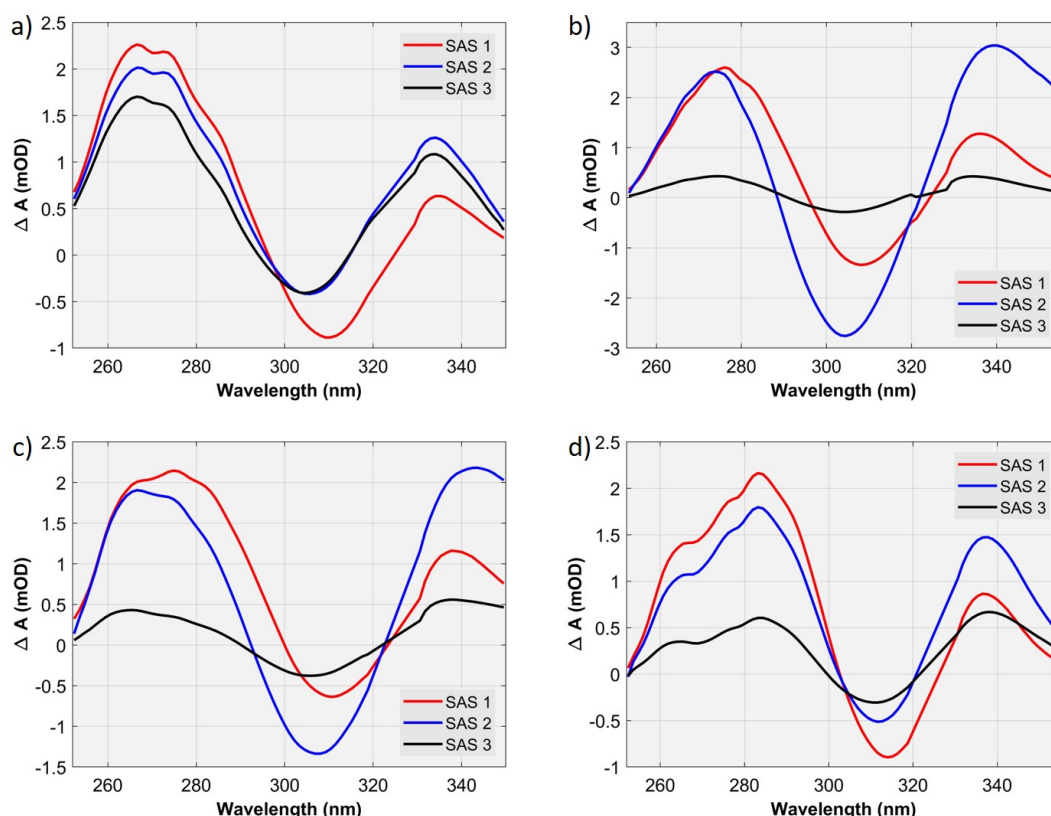 a)
2.5
2
1.5
1
0.5
0
-0.5
-1
Δ A (mOD)
SAS 1
SAS 2
SAS 3
260 280 300 320 340
Wavelength (nm)
b)
3
2
1
0
-1
-2
-3
Δ A (mOD)
SAS 1
SAS 2
SAS 3
260 280 300 320 340
Wavelength (nm)
c)
2.5
2
1.5
1
0.5
0
-0.5
-1
-1.5
Δ A (mOD)
SAS 1
SAS 2
SAS 3
260 280 300 320 340
Wavelength (nm)
d)
2.5
2
1.5
1
0.5
0
-0.5
-1
Δ A (mOD)
SAS 1
SAS 2
SAS 3
260 280 300 320 340
Wavelength (nm)